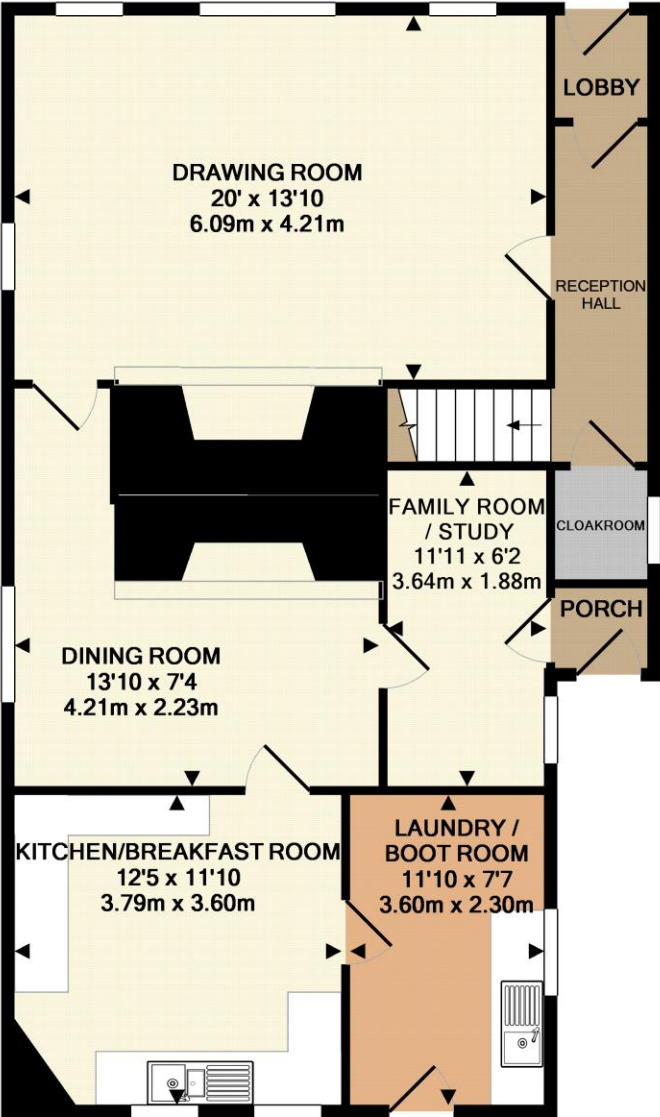 LOBBY
DRAWING ROOM
20' x 13'10
6.09m x 4.21m
RECEPTION
HALL
FAMILY ROOM
/ STUDY
11'11 x 6'2
3.64m x 1.88m
CLOAKROOM
PORCH
DINING ROOM
13'10 x 7'4
4.21m x 2.23m
KITCHEN/BREAKFAST ROOM
12'5 x 11'10
3.79m x 3.60m
LAUNDRY /
BOOT ROOM
11'10 x 7'7
3.60m x 2.30m